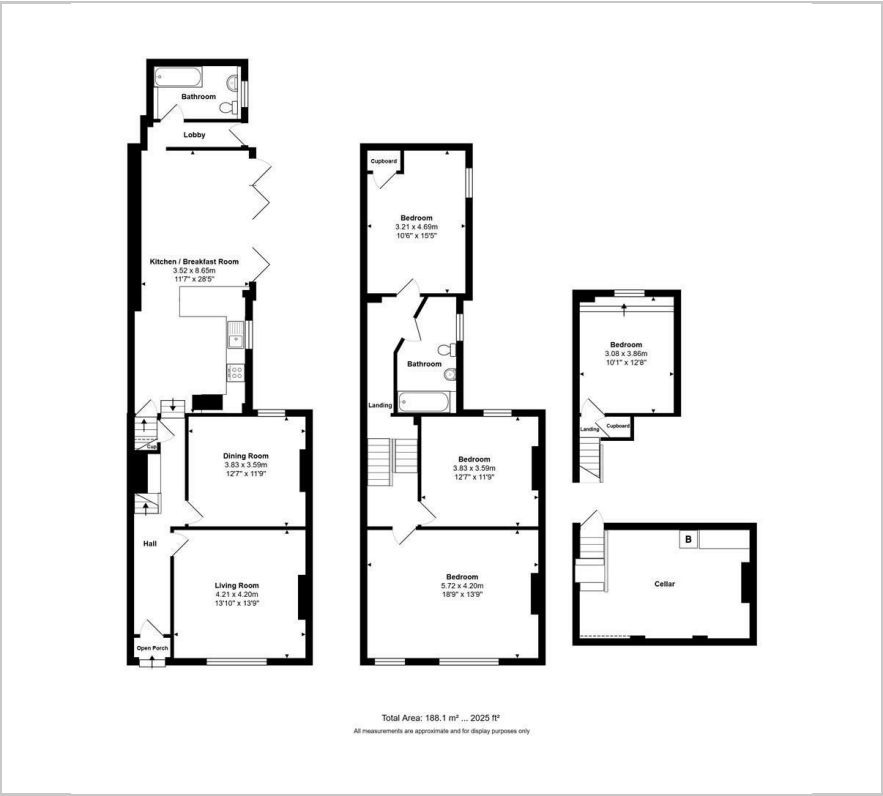 Bathroom
Lobby
Kitchen / Breakfast Room
3.52 x 8.65m
11'7" x 28'5"
Cup
Dining Room
3.83 x 3.59m
12'7" x 11'9"
Hall
Living Room
4.21 x 4.20m
13'10" x 13'9"
Open Porch
Cupboard
Bedroom
3.21 x 4.69m
10'6" x 15'5"
Bathroom
Landing
Bedroom
3.83 x 3.59m
12'7" x 11'9"
Bedroom
5.72 x 4.20m
18'9" x 13'9"
Bedroom
3.08 x 3.86m
10'1" x 12'8"
Landing
Cupboard
B
Cellar
Total Area: 188.1 m² ... 2025 ft²
All measurements are approximate and for display purposes only